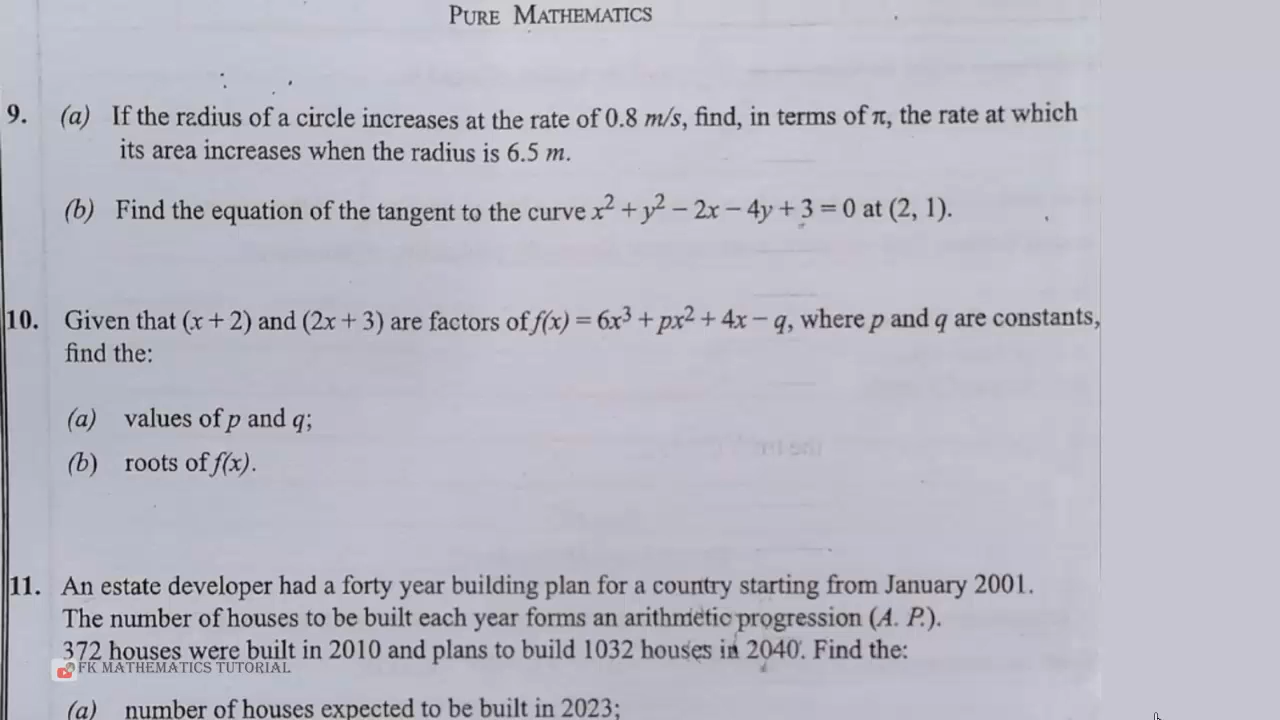 PURE MATHEMATICS
9. (a) If the radius of a circle increases at the rate of 0.8 m/s, find, in terms of π, the rate at which
its area increases when the radius is 6.5 m.
(b) Find the equation of the tangent to the curve x² + y² − 2x − 4y + 3 = 0 at (2, 1).
10. Given that (x + 2) and (2x + 3) are factors of f(x) = 6x³ + px² + 4x − q, where p and q are constants,
find the:
(a) values of p and q;
(b) roots of f(x).
11. An estate developer had a forty year building plan for a country starting from January 2001.
The number of houses to be built each year forms an arithmetic progression (A. P.).
372 houses were built in 2010 and plans to build 1032 houses in 2040. Find the:
FK MATHEMATICS TUTORIAL
(a) number of houses expected to be built in 2023;